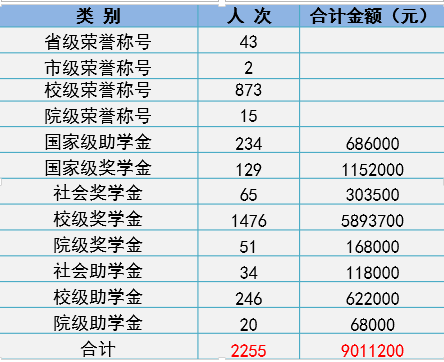 类 别 人 次 合计金额（元）
省级荣誉称号 43
市级荣誉称号 2
校级荣誉称号 873
院级荣誉称号 15
国家级助学金 234 686000
国家级奖学金 129 1152000
社会奖学金 65 303500
校级奖学金 1476 5893700
院级奖学金 51 168000
社会助学金 34 118000
校级助学金 246 622000
院级助学金 20 68000
合计 2255 9011200